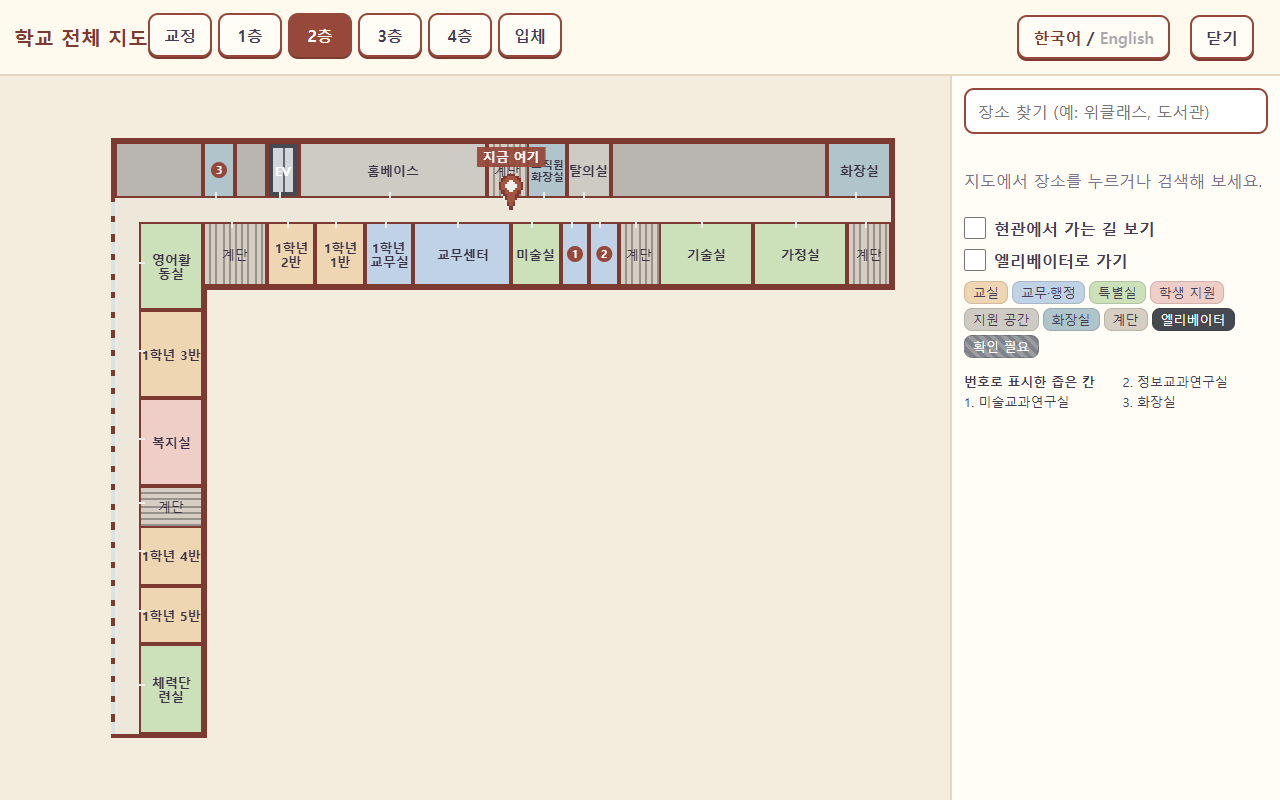 학교 전체 지도
교정
1층
2층
3층
4층
입체
한국어 / English
닫기
장소 찾기 (예: 위클래스, 도서관)
지도에서 장소를 누르거나 검색해 보세요.
현관에서 가는 길 보기
엘리베이터로 가기
교실
교무·행정
특별실
학생 지원
지원 공간
화장실
계단
엘리베이터
확인 필요
번호로 표시한 좁은 칸
1. 미술교과연구실
2. 정보교과연구실
3. 화장실
3
EV
홈베이스
지금 여기
화장실
탈의실
화장실
영어활
동실
계단
1학년
2반
1학년
1반
1학년
교무실
교무센터
미술실
1
2
계단
기술실
가정실
계단
1학년 3반
복지실
계단
1학년 4반
1학년 5반
체력단
련실